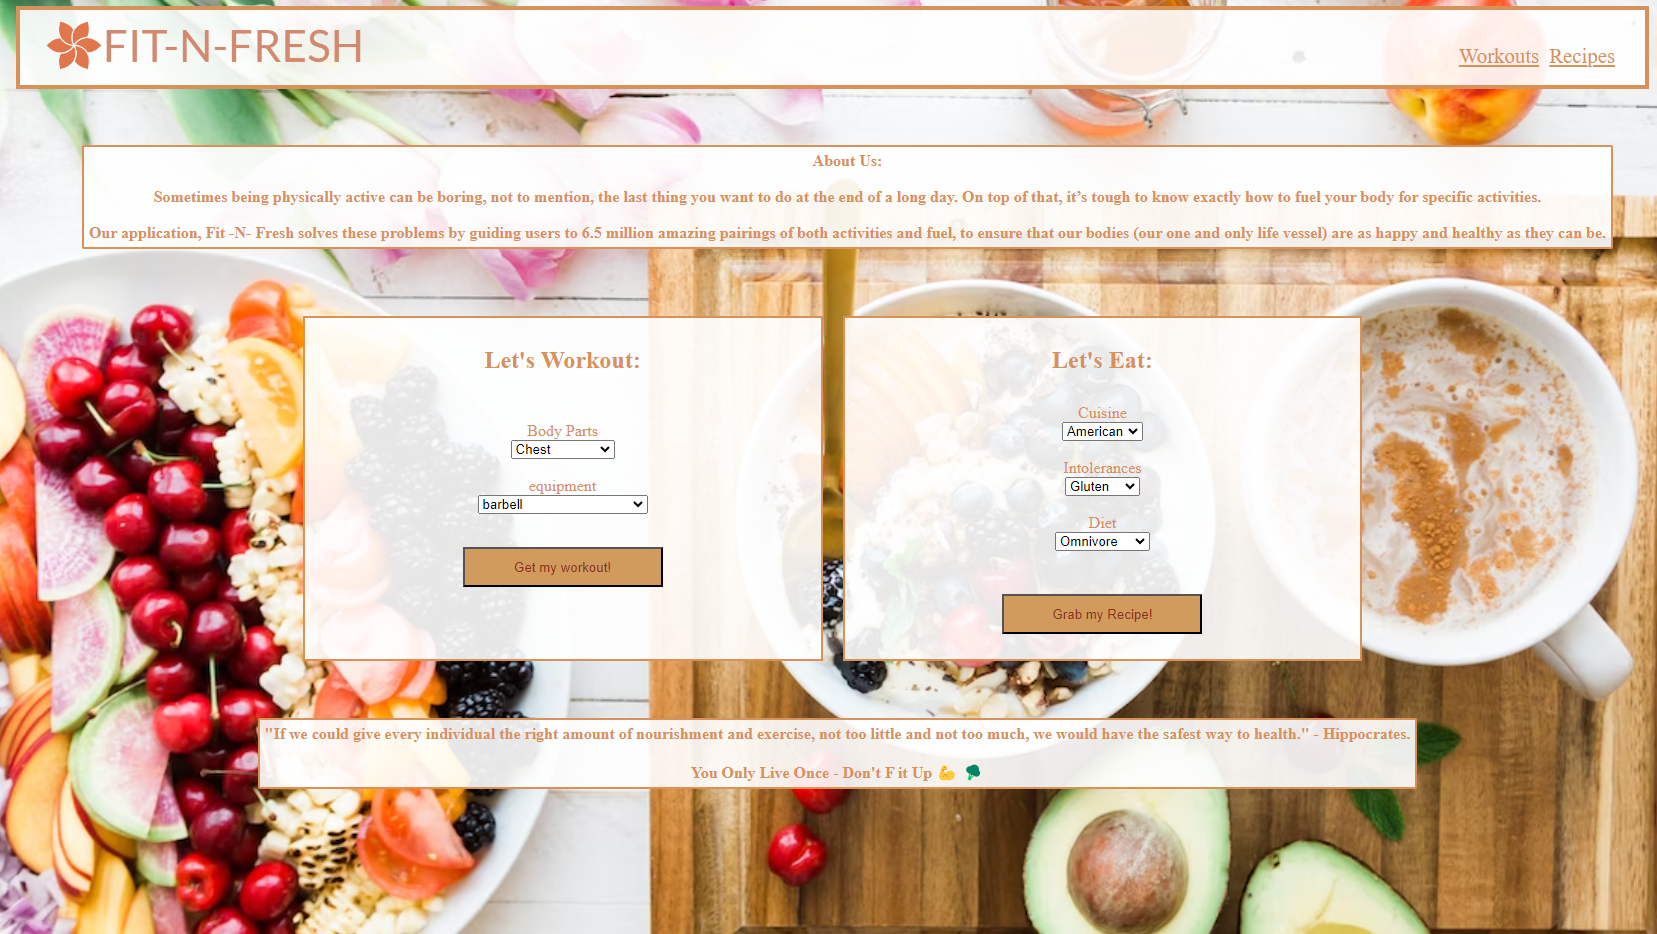 FIT-N-FRESH
Workouts Recipes
About Us:
Sometimes being physically active can be boring, not to mention, the last thing you want to do at the end of a long day. On top of that, it’s tough to know exactly how to fuel your body for specific activities.
Our application, Fit -N- Fresh solves these problems by guiding users to 6.5 million amazing pairings of both activities and fuel, to ensure that our bodies (our one and only life vessel) are as happy and healthy as they can be.
Let's Workout:
Body Parts
Chest
equipment
barbell
Get my workout!
Let's Eat:
Cuisine
American
Intolerances
Gluten
Diet
Omnivore
Grab my Recipe!
"If we could give every individual the right amount of nourishment and exercise, not too little and not too much, we would have the safest way to health." - Hippocrates.
You Only Live Once - Don't F it Up 💪 🥦